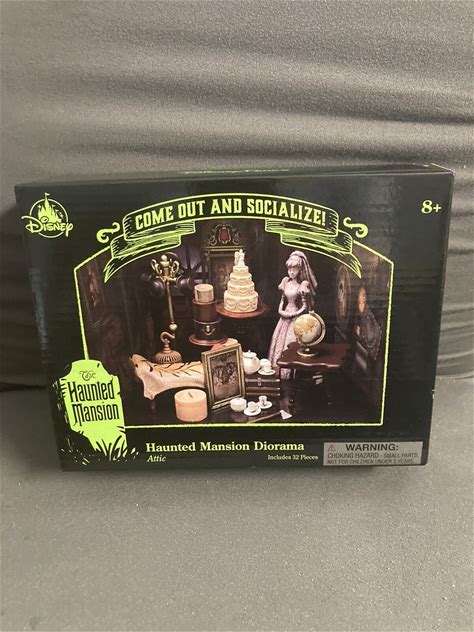 COME OUT AND SOCIALIZE!
Disney
8+
The
Haunted
Mansion
Haunted Mansion Diorama
Attic
Includes 22 Pieces
WARNING:
CHOKING HAZARD - SMALL PARTS.
NOT FOR CHILDREN UNDER 3 YEARS.